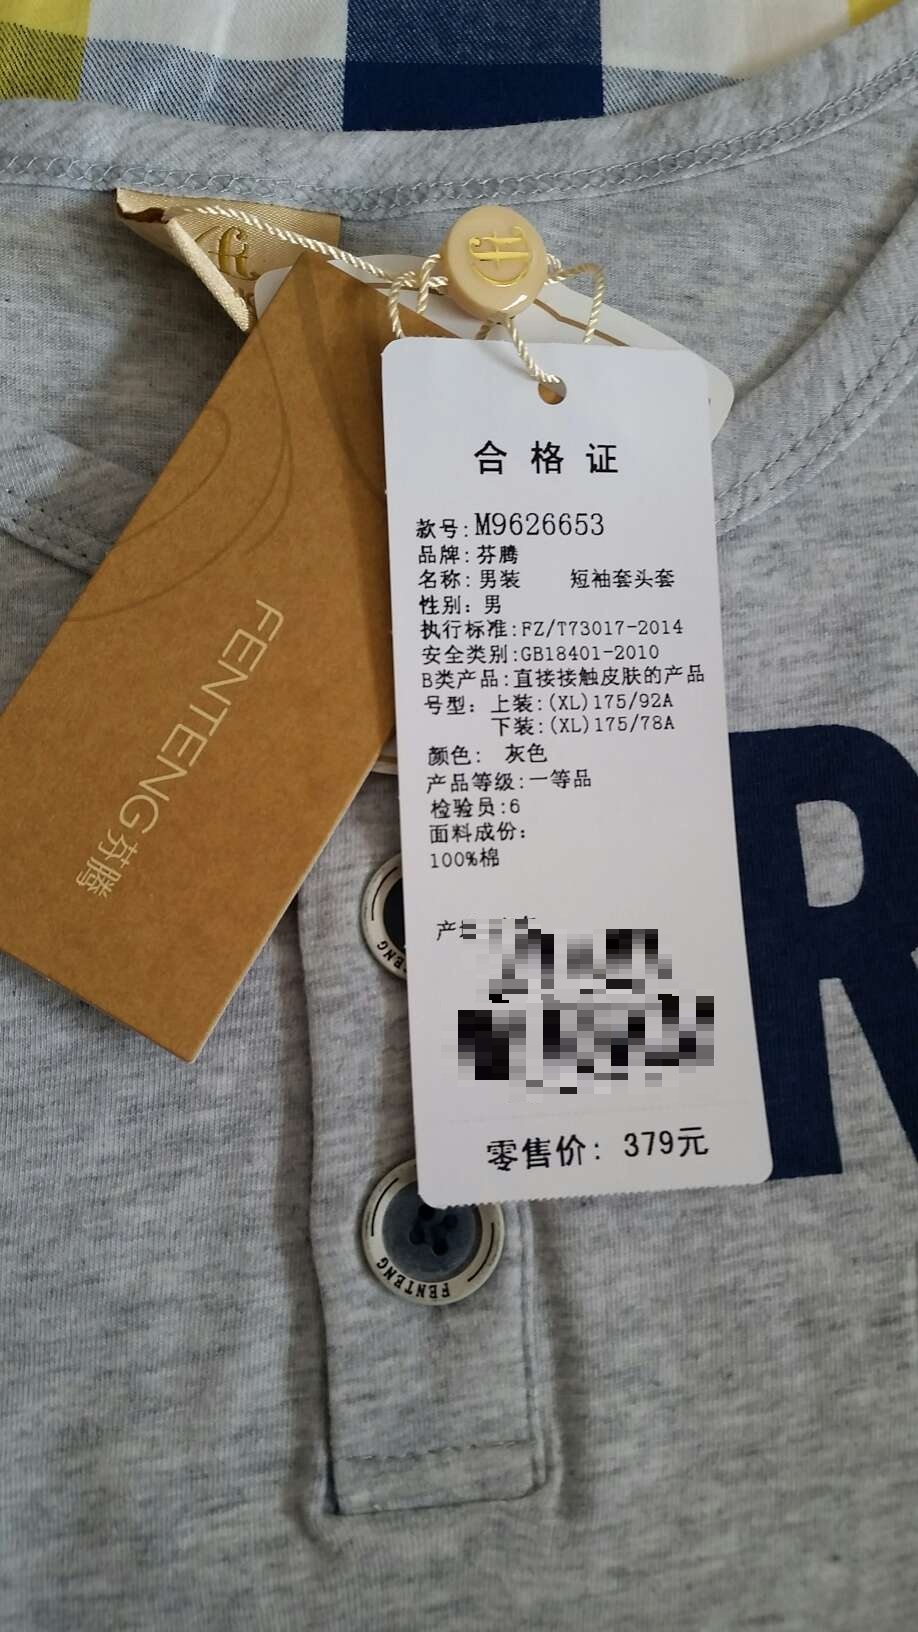 ft
合格证
款号:M9626653
品牌:芬腾
名称:男装 短袖套头套
性别:男
执行标准:FZ/T73017-2014
安全类别:GB18401-2010
B类产品:直接接触皮肤的产品
号型:上装:(XL)175/92A
下装:(XL)175/78A
颜色: 灰色
产品等级:一等品
检验员:6
面料成份:
100%棉
零售价: 379元
FENTENG芬腾
FENTENG
R